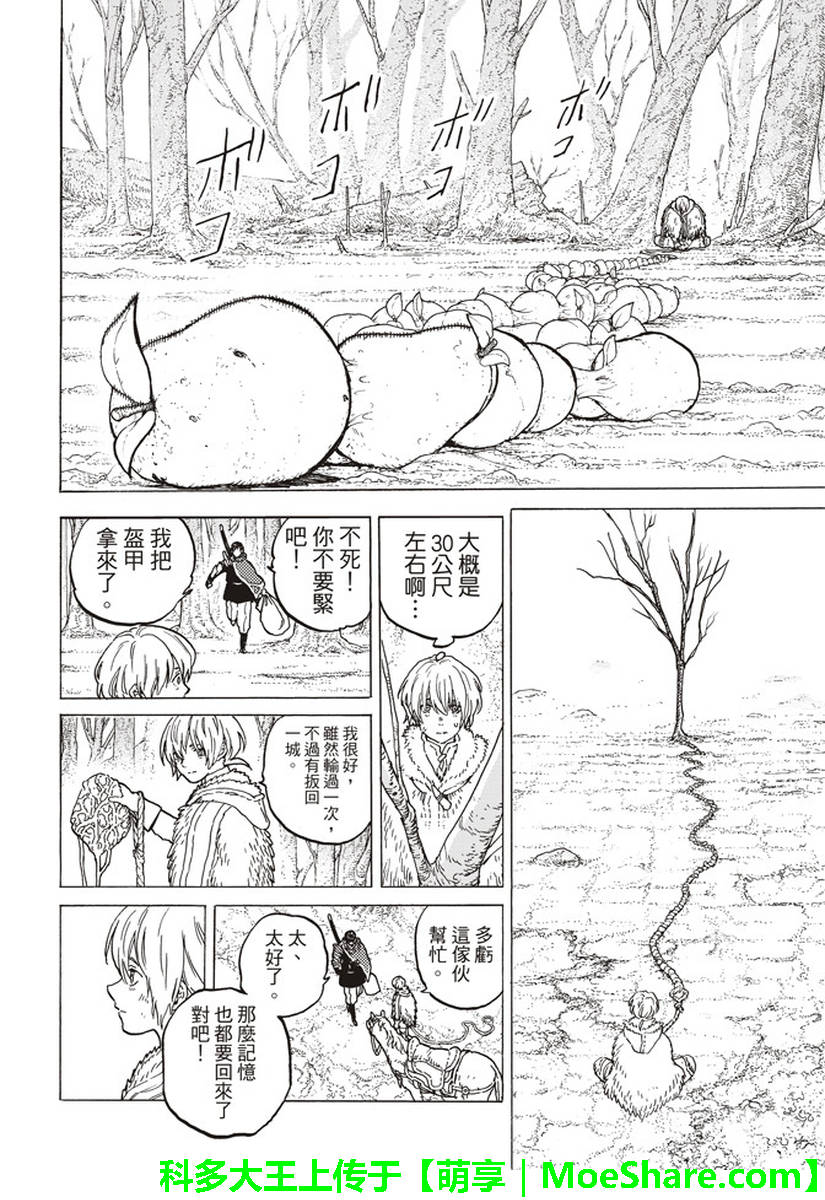 ボコ
ボコ
ボコ
ボコ
大概是
30公尺
左右啊…
不死！
你不要緊
吧！
我把
盔甲
拿來了。
我很好，
雖然輸過一次，
不過有扳回
一城。
多虧
這傢伙
幫忙。
太、
太好了。
那麼記憶
也都要回來了
對吧！
科多大王上传于【萌享｜MoeShare.com】